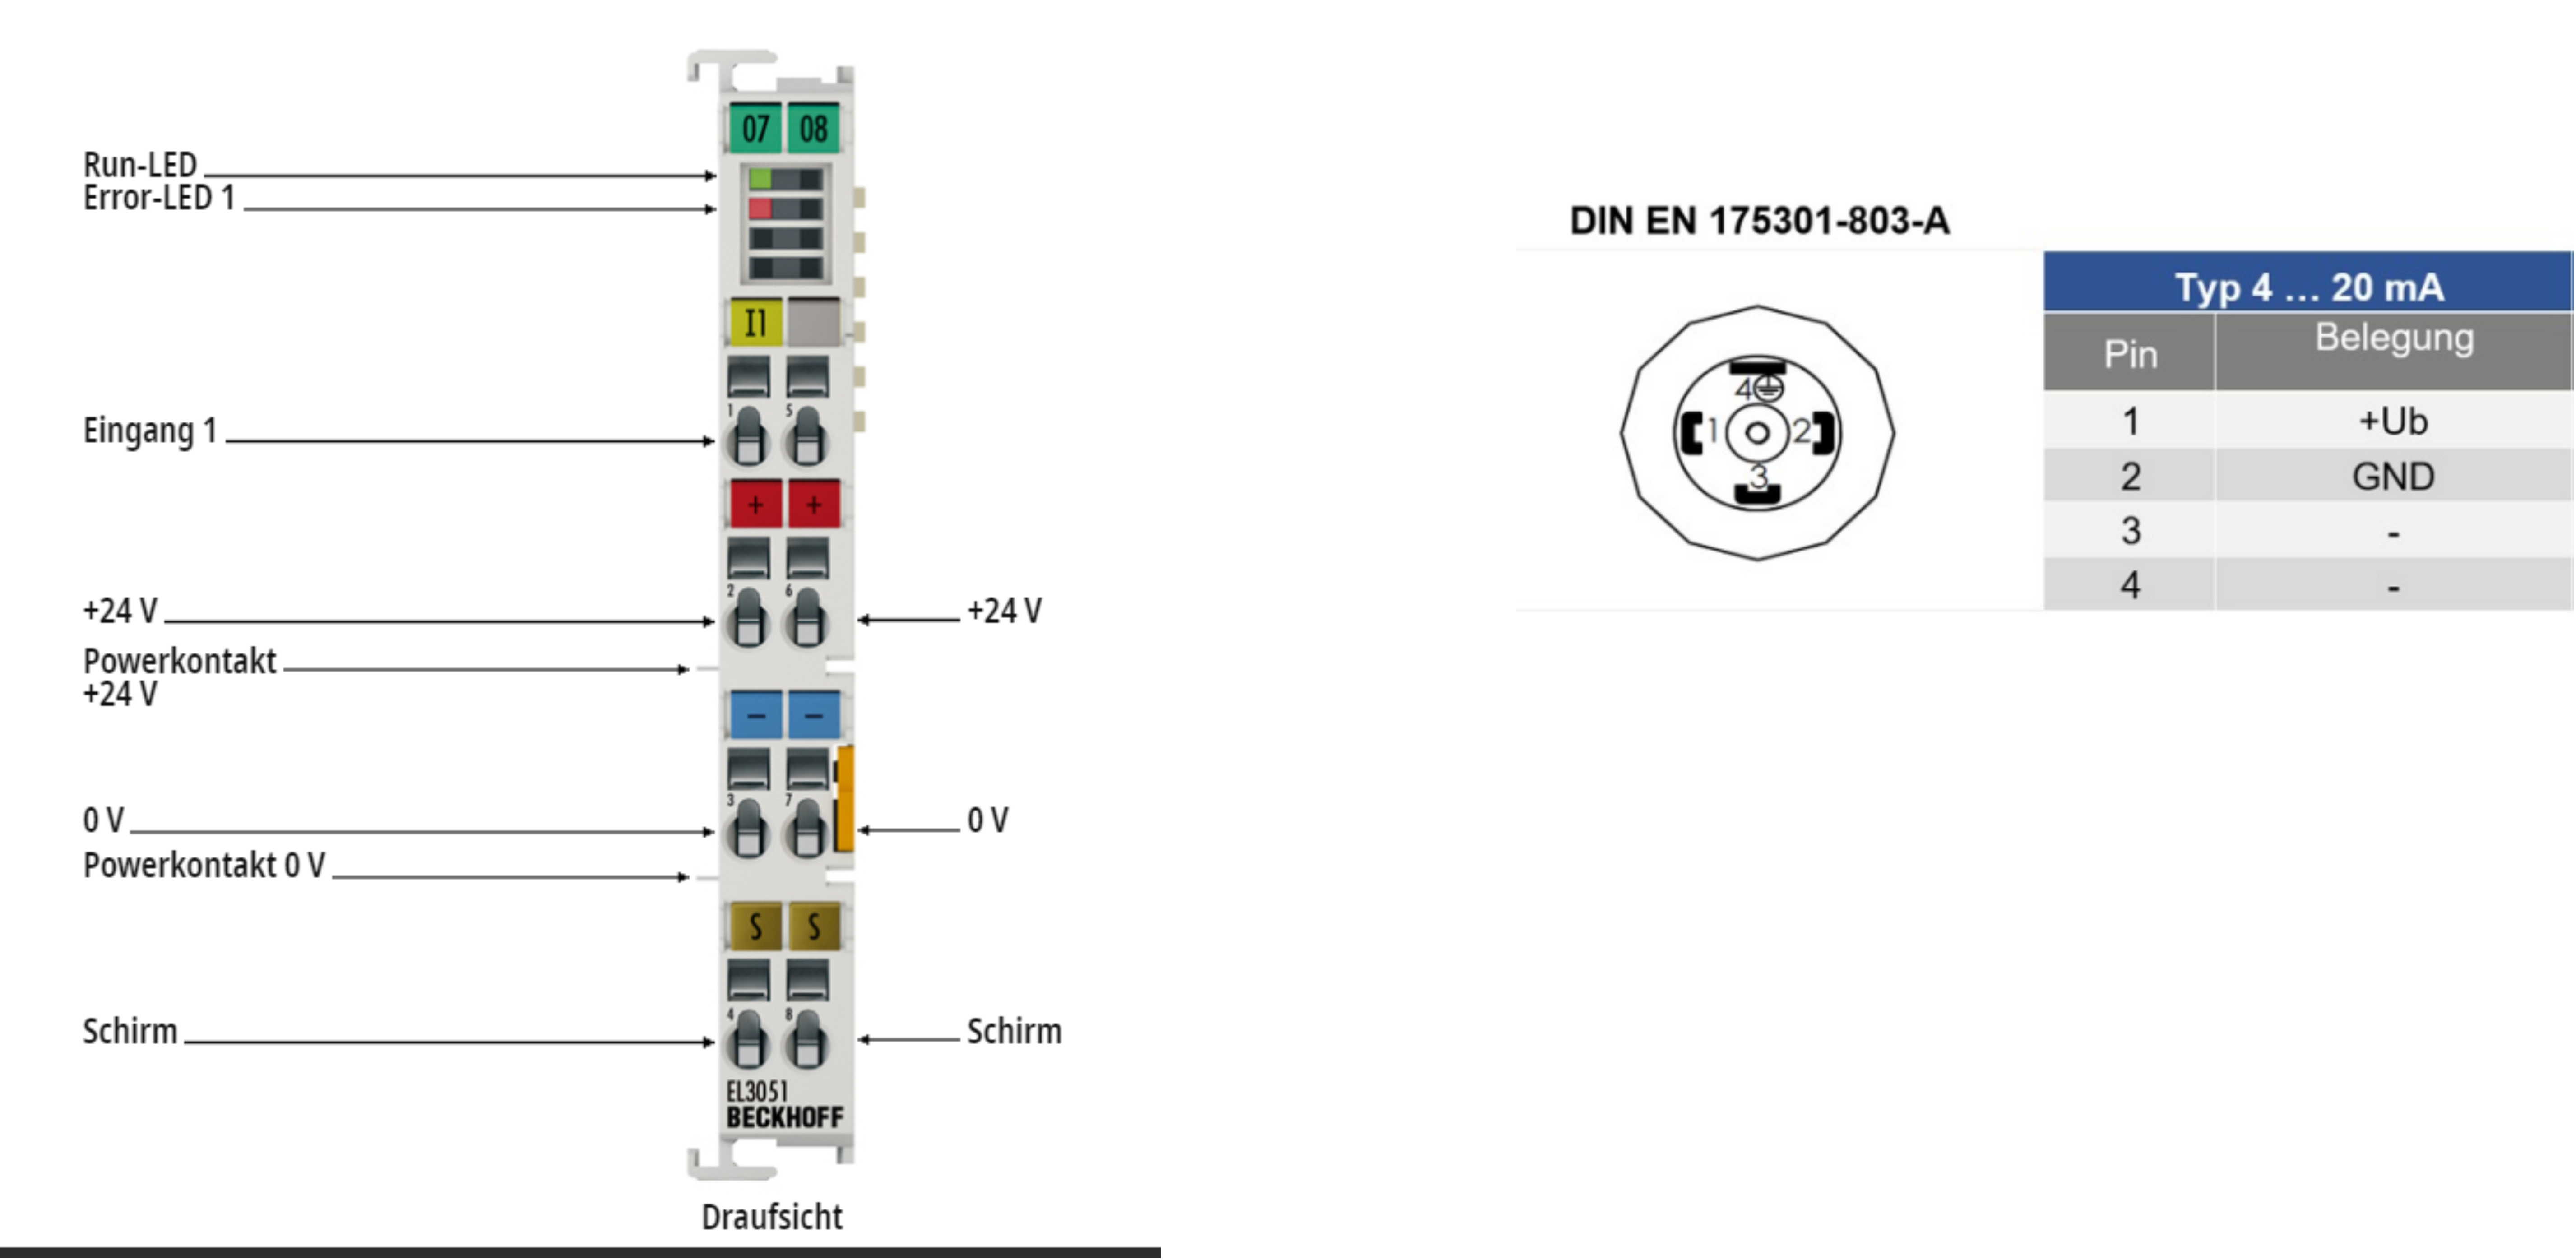 07 08
Run-LED
Error-LED 1
I1
1 5
Eingang 1
+ +
2 6
+24 V
+24 V
Powerkontakt
+24 V
– –
3 7
0 V
0 V
Powerkontakt 0 V
S S
4 8
Schirm
Schirm
EL3051
BECKHOFF
Draufsicht
DIN EN 175301-803-A
4
1 2
3
Typ 4 ... 20 mA
Pin Belegung
1 +Ub
2 GND
3 -
4 -